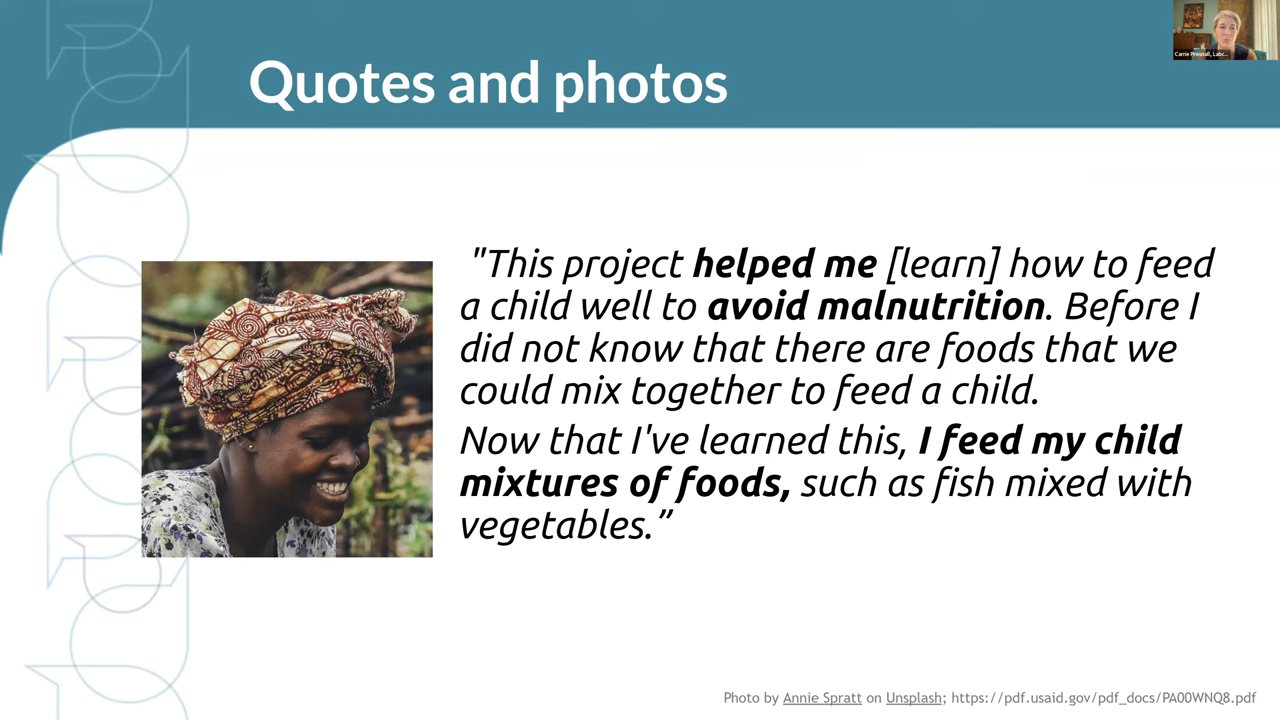 Carrie Presnall, Labc...
Quotes and photos
"This project helped me [learn] how to feed
a child well to avoid malnutrition. Before I
did not know that there are foods that we
could mix together to feed a child.
Now that I've learned this, I feed my child
mixtures of foods, such as fish mixed with
vegetables.”
Photo by Annie Spratt on Unsplash; https://pdf.usaid.gov/pdf_docs/PA00WNQ8.pdf